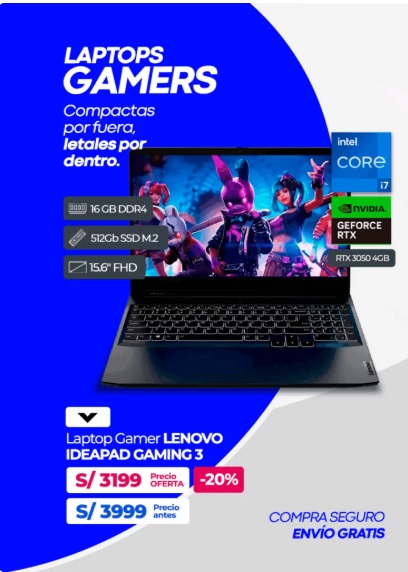 LAPTOPS
GAMERS
Compactas
por fuera,
letales por
dentro.
intel
CORE
i7
NVIDIA.
GEFORCE
RTX
RTX 3050 4GB
16 GB DDR4
512Gb SSD M.2
15.6" FHD
Lenovo
Laptop Gamer LENOVO
IDEAPAD GAMING 3
S/ 3199 Precio OFERTA -20%
S/ 3999 Precio antes
COMPRA SEGURO
ENVÍO GRATIS